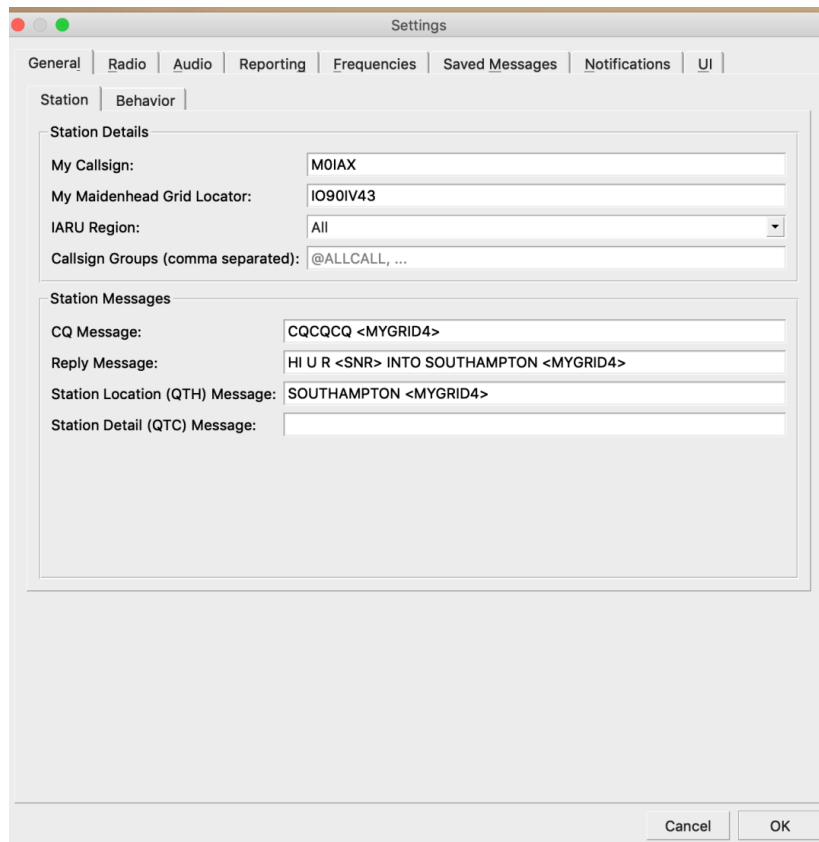 Settings
General Radio Audio Reporting Frequencies Saved Messages Notifications UI
Station Behavior
Station Details
My Callsign: M0IAX
My Maidenhead Grid Locator: IO90IV43
IARU Region: All
Callsign Groups (comma separated): @ALLCALL, ...
Station Messages
CQ Message: CQCQCQ <MYGRID4>
Reply Message: HI U R <SNR> INTO SOUTHAMPTON <MYGRID4>
Station Location (QTH) Message: SOUTHAMPTON <MYGRID4>
Station Detail (QTC) Message:
Cancel OK